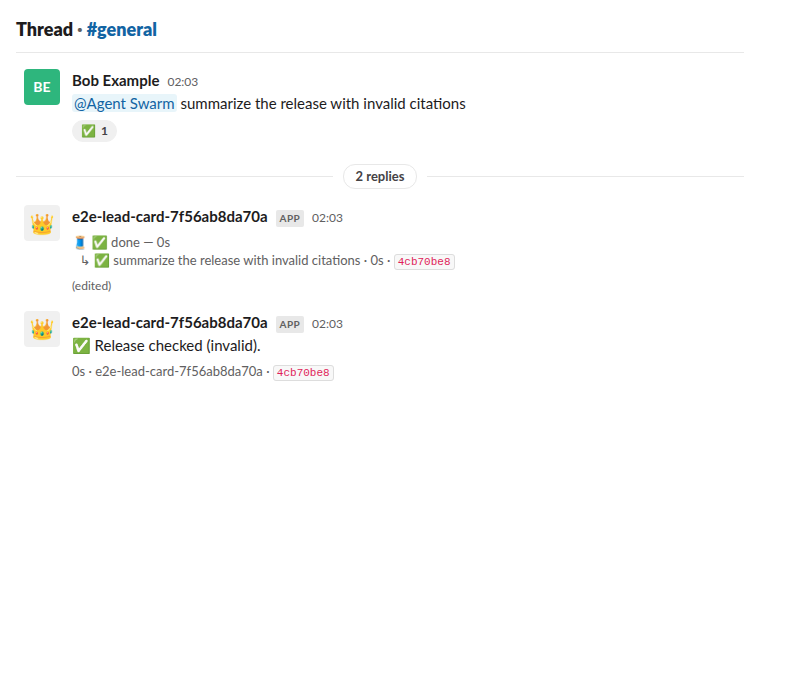 Thread • #general
BE
Bob Example 02:03
@Agent Swarm summarize the release with invalid citations
✅ 1
2 replies
e2e-lead-card-7f56ab8da70a APP 02:03
🧵 ✅ done — 0s
↳ ✅ summarize the release with invalid citations · 0s · 4cb70be8
(edited)
e2e-lead-card-7f56ab8da70a APP 02:03
✅ Release checked (invalid).
0s · e2e-lead-card-7f56ab8da70a · 4cb70be8